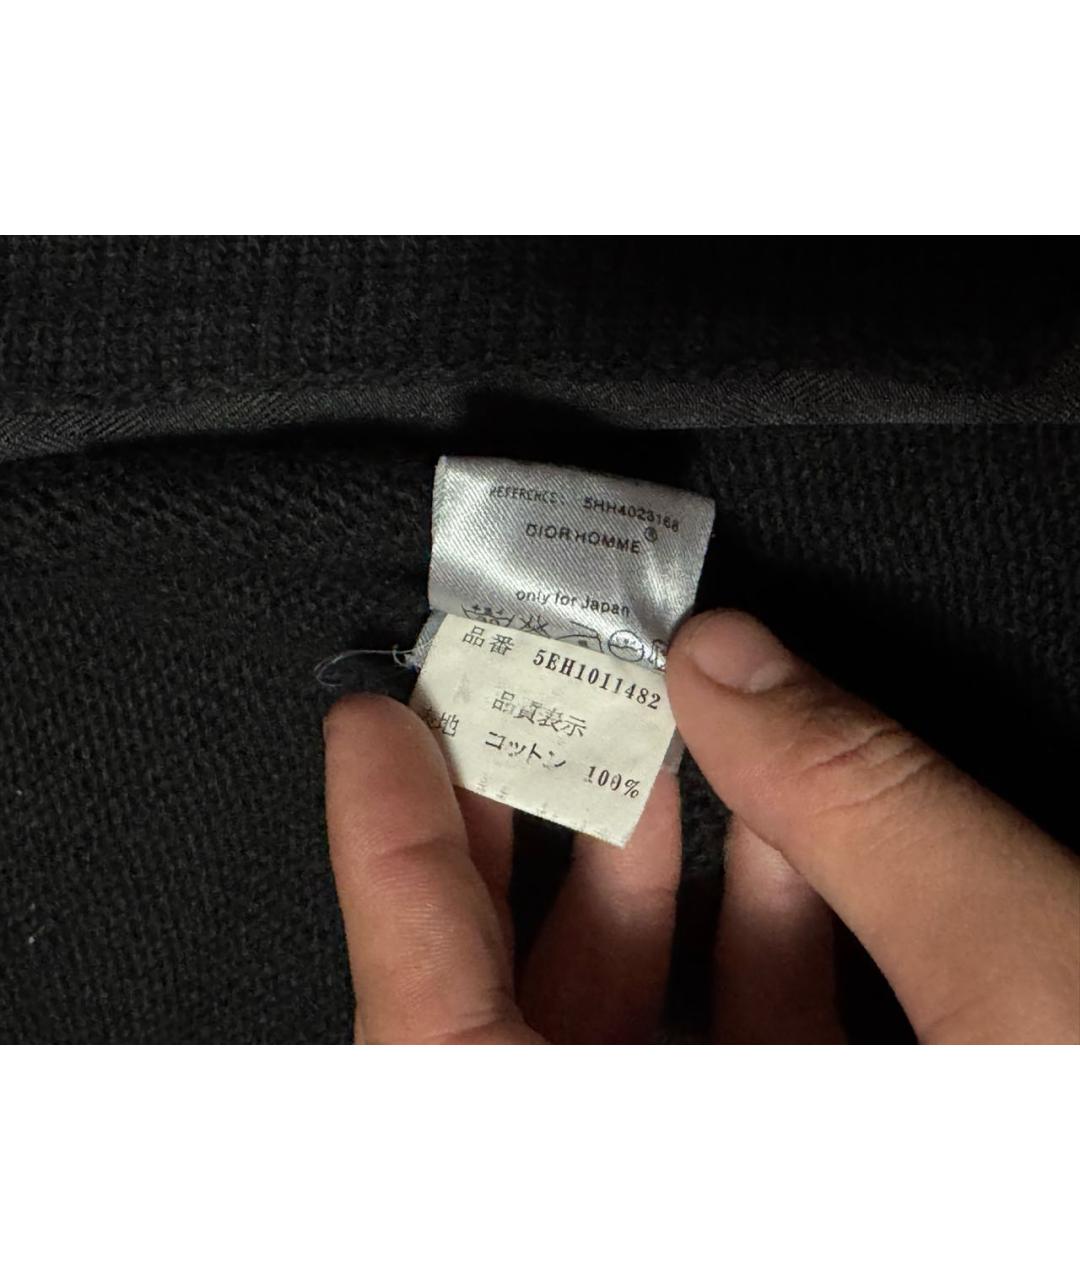 REFERENCE: 5HH4023168
DIOR HOMME®
only for Japan
品番 5EH1011482
品質表示
表地 コットン 100%